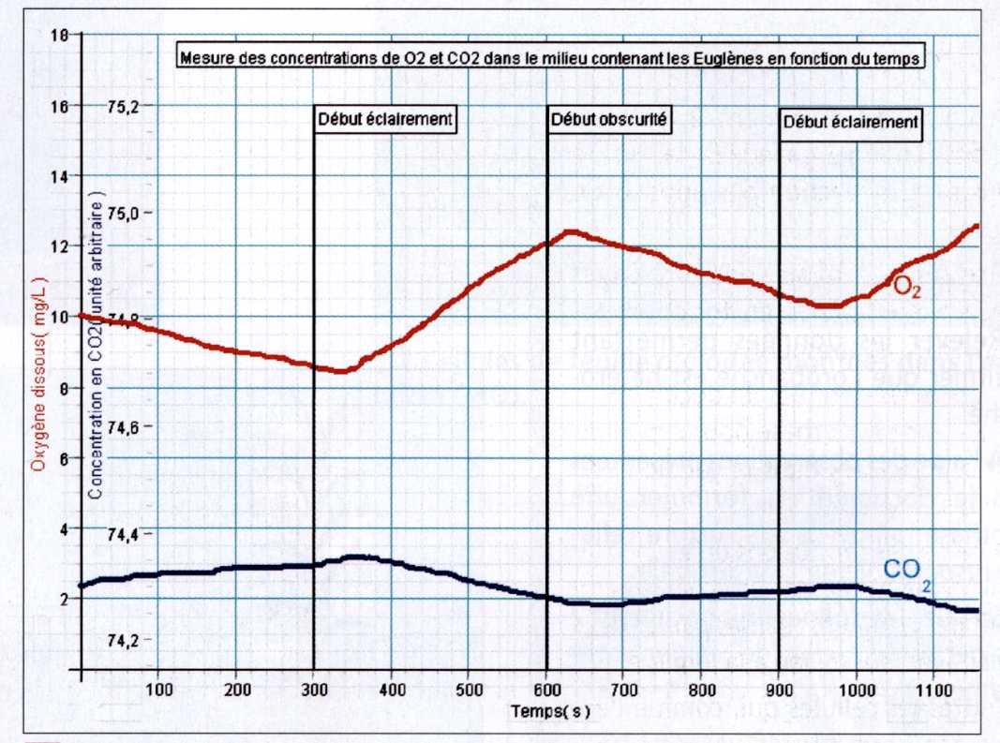 Mesure des concentrations de O2 et CO2 dans le milieu contenant les Euglènes en fonction du temps
Début éclairement
Début obscurité
Début éclairement
Oxygène dissous( mg/L )
18
16
14
12
10
8
6
4
2
Concentration en CO2(unité arbitraire )
75,2
75,0
74,8
74,6
74,4
74,2
O2
CO2
100 200 300 400 500 600 700 800 900 1000 1100
Temps( s )